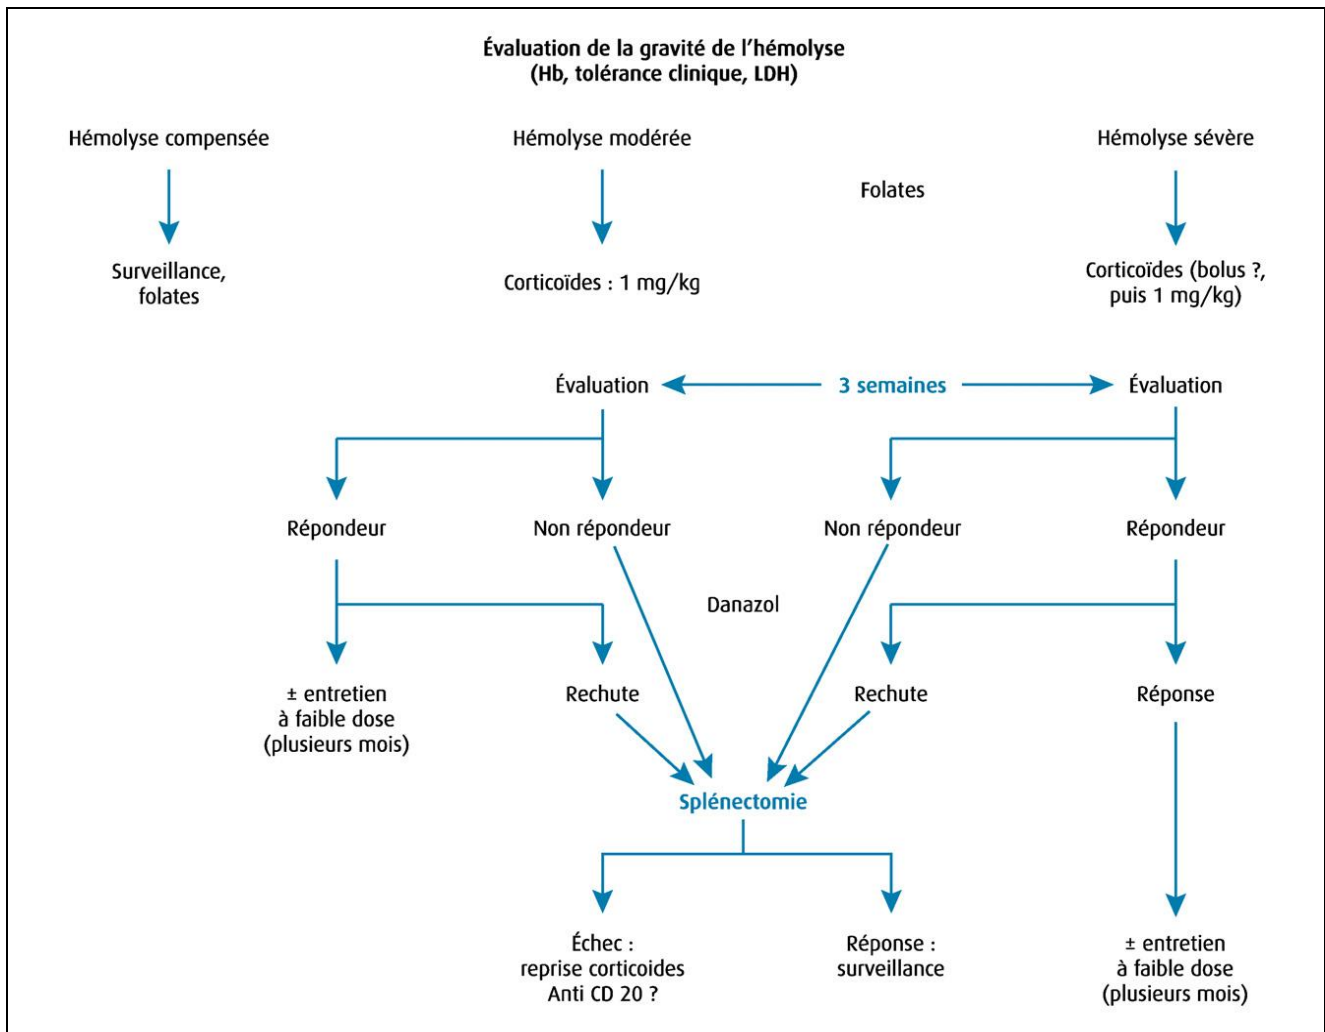 Évaluation de la gravité de l'hémolyse
(Hb, tolérance clinique, LDH)
Hémolyse compensée
Hémolyse modérée
Hémolyse sévère
Folates
Surveillance,
folates
Corticoïdes : 1 mg/kg
Corticoïdes (bolus ?,
puis 1 mg/kg)
Évaluation
3 semaines
Évaluation
Répondeur
Non répondeur
Non répondeur
Répondeur
Danazol
± entretien
à faible dose
(plusieurs mois)
Rechute
Rechute
Réponse
Splénectomie
Échec :
reprise corticoides
Anti CD 20 ?
Réponse :
surveillance
± entretien
à faible dose
(plusieurs mois)